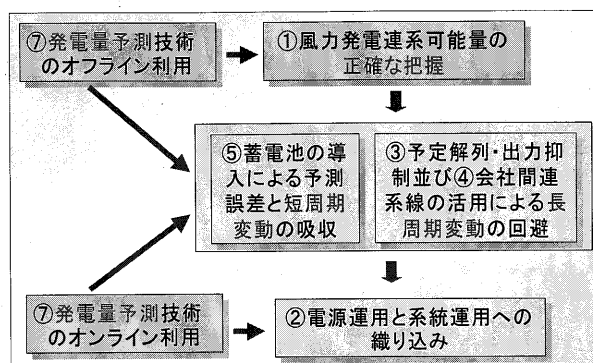 ⑦発電量予測技術
のオフライン利用
①風力発電連系可能量の
正確な把握
⑤蓄電池の導
入による予測
誤差と短周期
変動の吸収
③予定解列・出力抑
制並び④会社間連
系線の活用による長
周期変動の回避
⑦発電量予測技術
のオンライン利用
②電源運用と系統運用への
織り込み